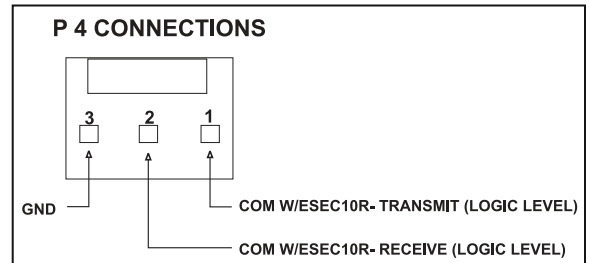 P 4 CONNECTIONS
3 2 1
GND
COM W/ESEC10R- TRANSMIT (LOGIC LEVEL)
COM W/ESEC10R- RECEIVE (LOGIC LEVEL)